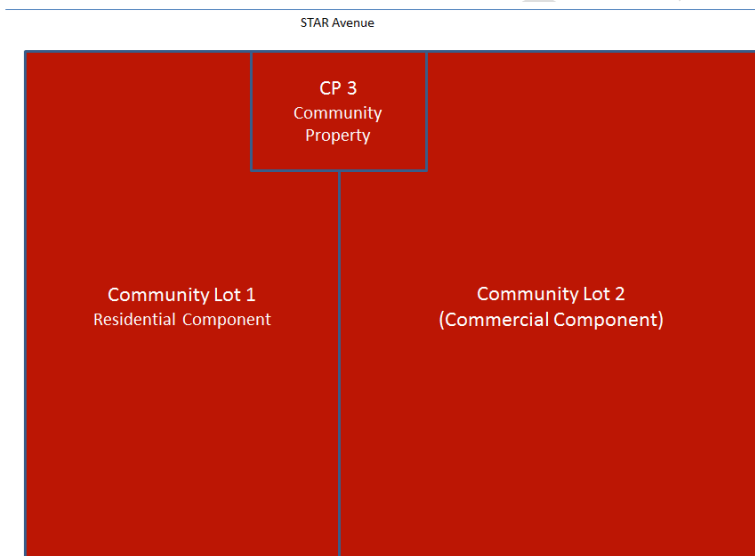 STAR Avenue
CP 3
Community
Property
Community Lot 1
Residential Component
Community Lot 2
(Commercial Component)